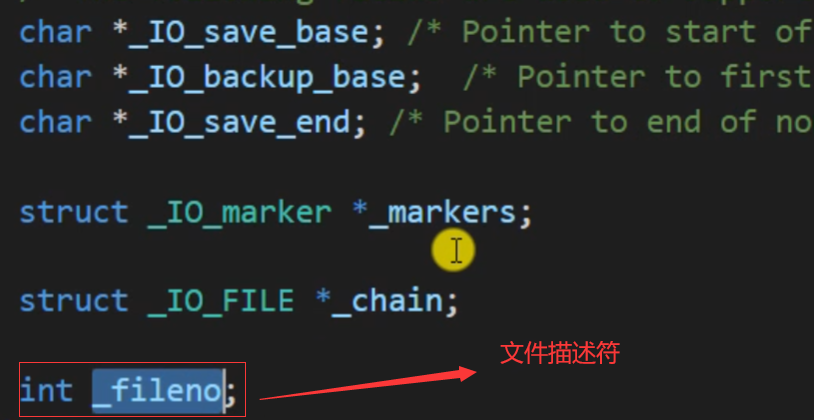 char *_IO_save_base; /* Pointer to start of
char *_IO_backup_base;  /* Pointer to first
char *_IO_save_end; /* Pointer to end of no
struct _IO_marker *_markers;
struct _IO_FILE *_chain;
文件描述符
int _fileno;